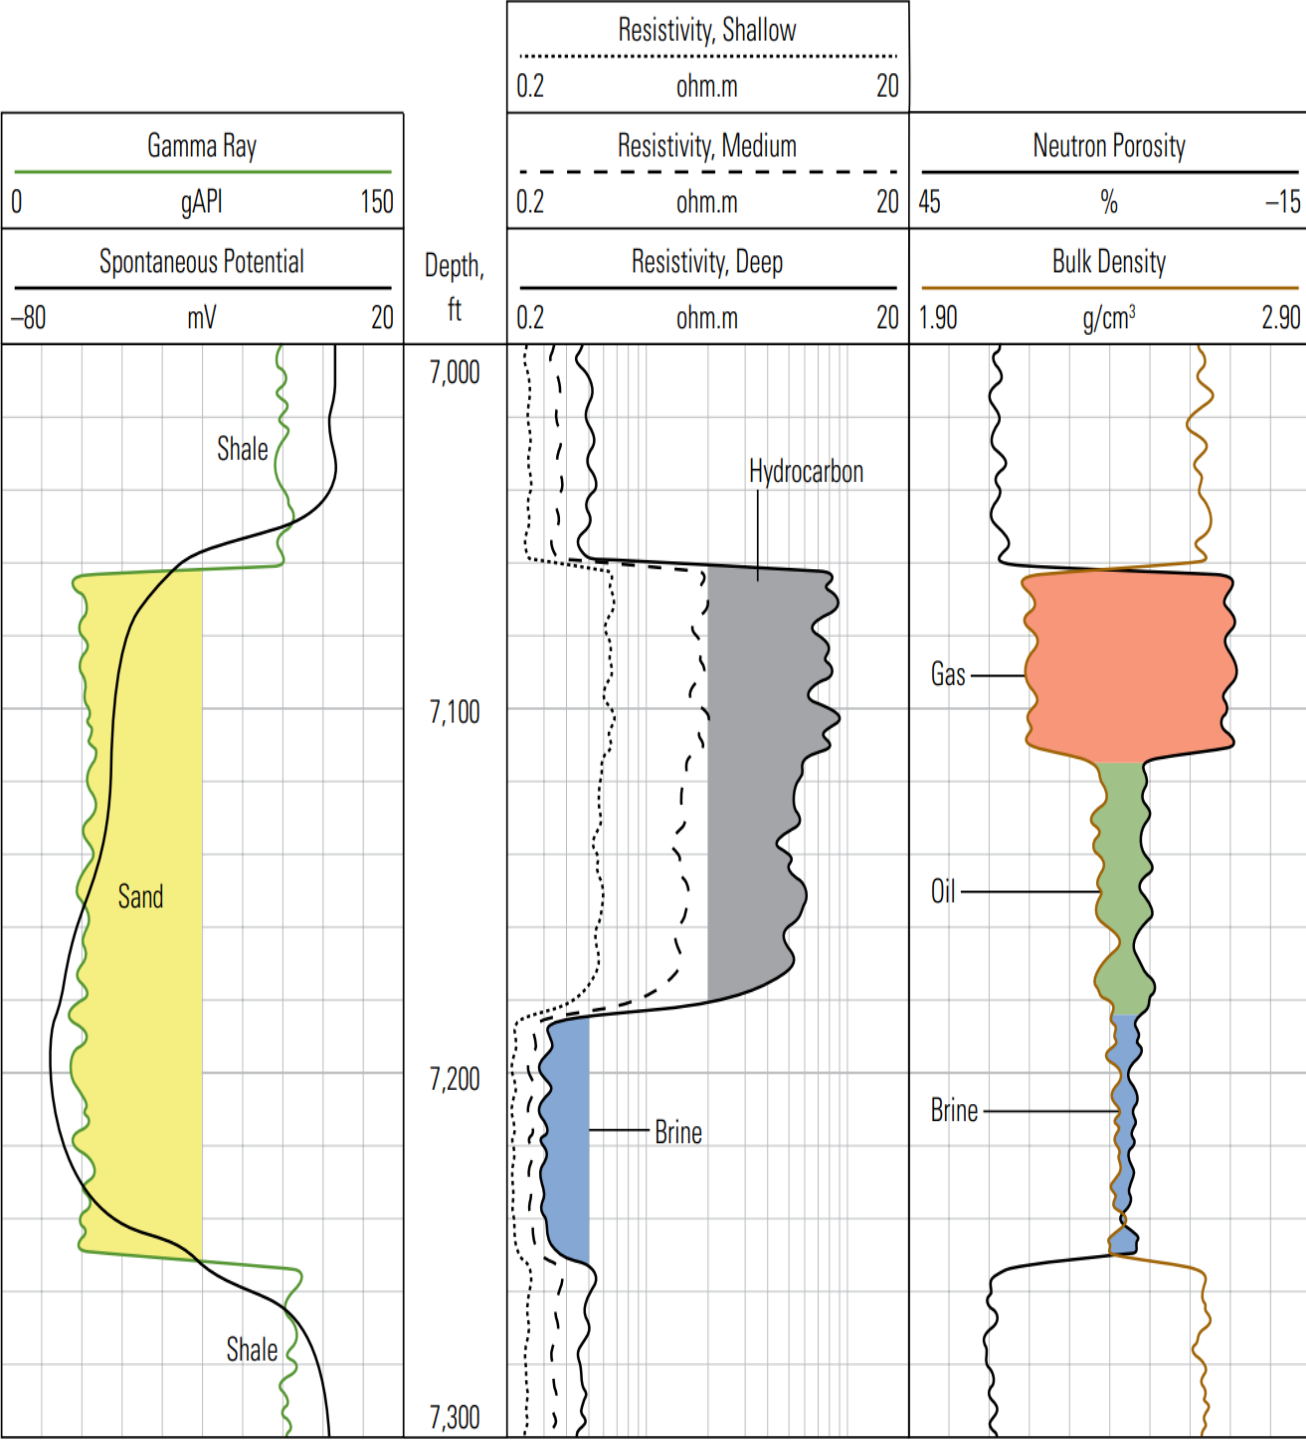 Resistivity, Shallow
0.2 ohm.m 20
Gamma Ray
0 gAPI 150
Resistivity, Medium
0.2 ohm.m 20
Neutron Porosity
45 % –15
Spontaneous Potential
–80 mV 20
Depth,
ft
Resistivity, Deep
0.2 ohm.m 20
Bulk Density
1.90 g/cm³ 2.90
7,000
Shale
Hydrocarbon
Gas
7,100
Sand
Oil
7,200
Brine
Brine
Shale
7,300